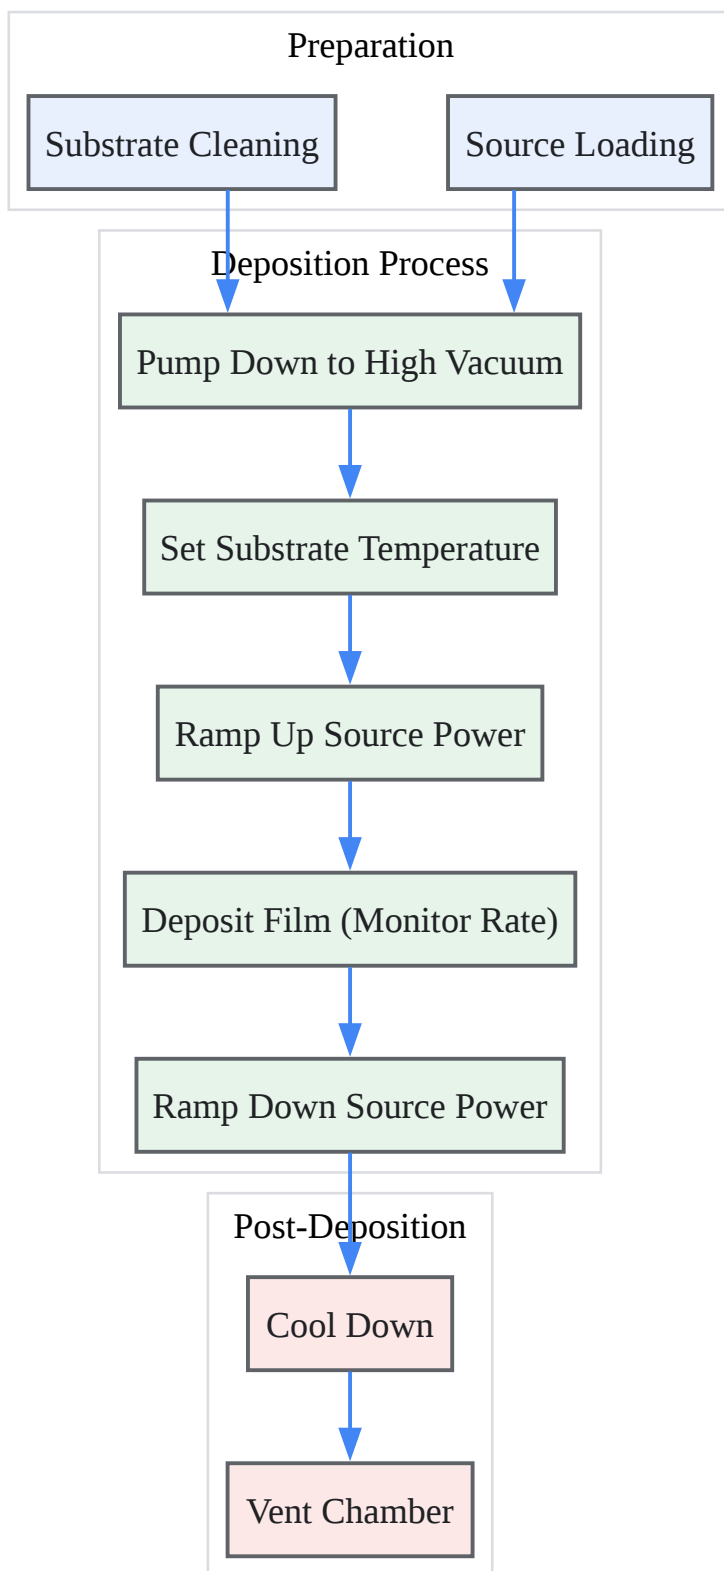 Preparation
Substrate Cleaning
Source Loading
Deposition Process
Pump Down to High Vacuum
Set Substrate Temperature
Ramp Up Source Power
Deposit Film (Monitor Rate)
Ramp Down Source Power
Post-Deposition
Cool Down
Vent Chamber